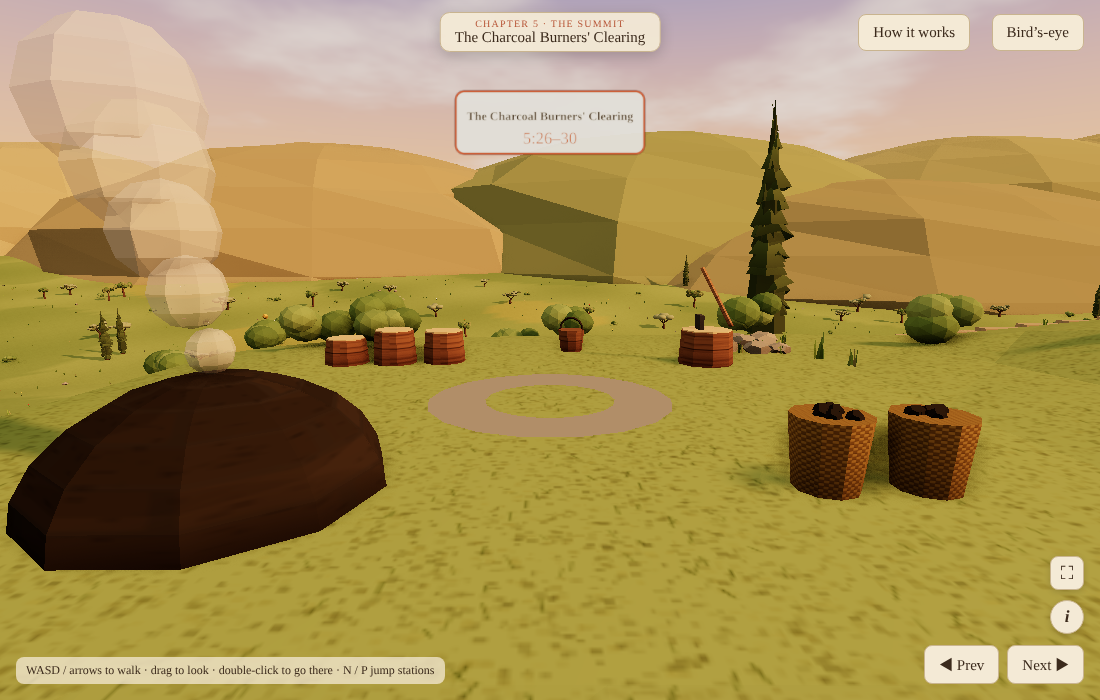 CHAPTER 5 · THE SUMMIT
The Charcoal Burners' Clearing
How it works
Bird’s-eye
The Charcoal Burners' Clearing
5:26–30
i
WASD / arrows to walk · drag to look · double-click to go there · N / P jump stations
◀ Prev
Next ▶